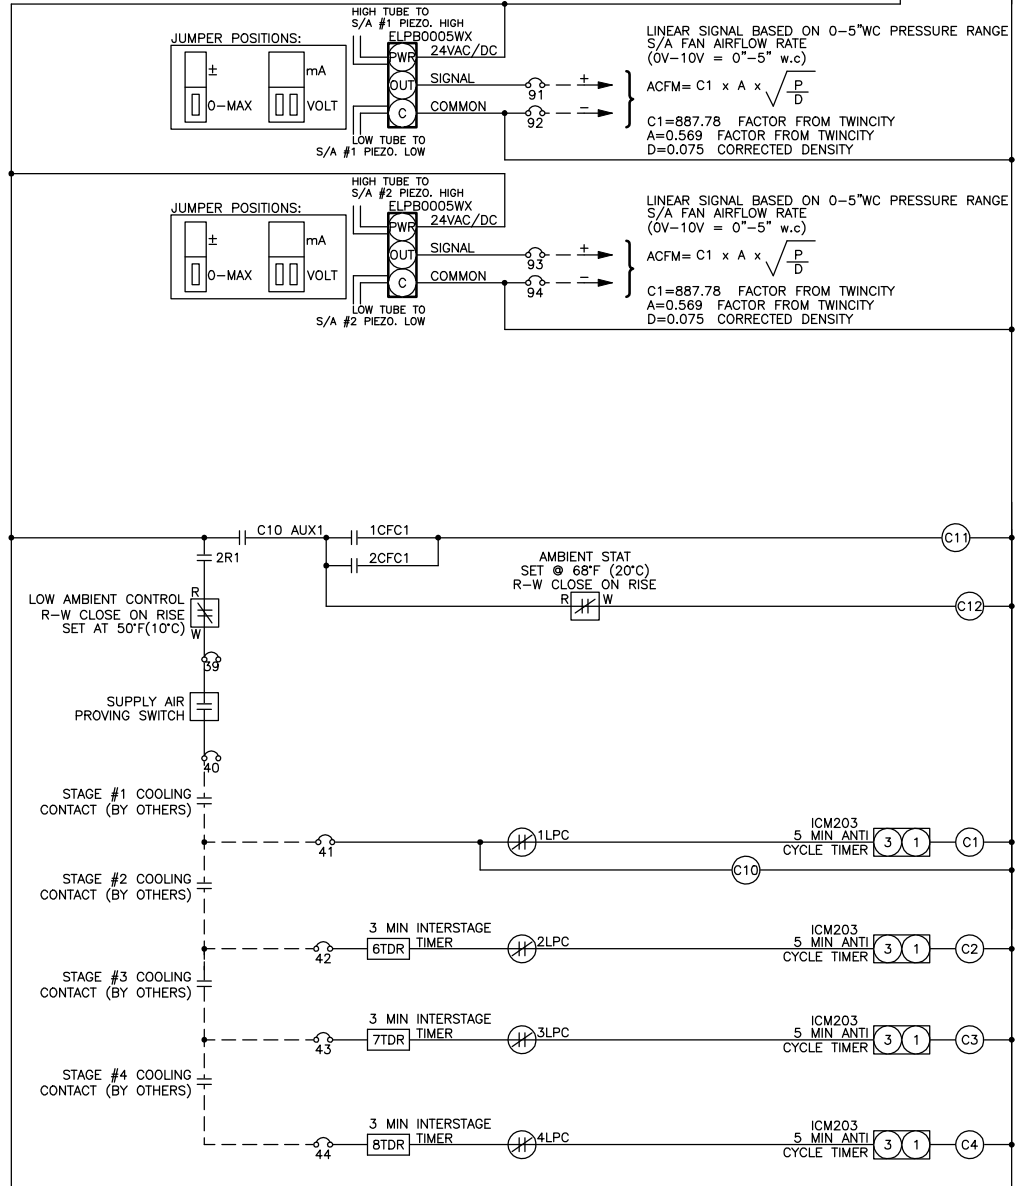 HIGH TUBE TO
S/A #1 PIEZO. HIGH
ELPB0005WX
JUMPER POSITIONS:
±
mA
0-MAX
VOLT
PWR
24VAC/DC
OUT
SIGNAL
C
COMMON
91
+
92
−
LOW TUBE TO
S/A #1 PIEZO. LOW
LINEAR SIGNAL BASED ON 0-5"WC PRESSURE RANGE
S/A FAN AIRFLOW RATE
(0V-10V = 0"-5" w.c)
ACFM= C1 x A x √ P
D
C1=887.78 FACTOR FROM TWINCITY
A=0.569 FACTOR FROM TWINCITY
D=0.075 CORRECTED DENSITY
HIGH TUBE TO
S/A #2 PIEZO. HIGH
ELPB0005WX
JUMPER POSITIONS:
±
mA
0-MAX
VOLT
PWR
24VAC/DC
OUT
SIGNAL
C
COMMON
93
+
94
−
LOW TUBE TO
S/A #2 PIEZO. LOW
LINEAR SIGNAL BASED ON 0-5"WC PRESSURE RANGE
S/A FAN AIRFLOW RATE
(0V-10V = 0"-5" w.c)
ACFM= C1 x A x √ P
D
C1=887.78 FACTOR FROM TWINCITY
A=0.569 FACTOR FROM TWINCITY
D=0.075 CORRECTED DENSITY
C10 AUX1
1CFC1
C11
2R1
2CFC1
AMBIENT STAT
SET @ 68°F (20°C)
R-W CLOSE ON RISE
R
W
C12
LOW AMBIENT CONTROL
R-W CLOSE ON RISE
SET AT 50°F(10°C)
R
W
39
SUPPLY AIR
PROVING SWITCH
40
STAGE #1 COOLING
CONTACT (BY OTHERS)
41
1LPC
ICM203
5 MIN ANTI
CYCLE TIMER
3
1
C1
C10
STAGE #2 COOLING
CONTACT (BY OTHERS)
42
3 MIN INTERSTAGE
TIMER
6TDR
2LPC
ICM203
5 MIN ANTI
CYCLE TIMER
3
1
C2
STAGE #3 COOLING
CONTACT (BY OTHERS)
43
3 MIN INTERSTAGE
TIMER
7TDR
3LPC
ICM203
5 MIN ANTI
CYCLE TIMER
3
1
C3
STAGE #4 COOLING
CONTACT (BY OTHERS)
44
3 MIN INTERSTAGE
TIMER
8TDR
4LPC
ICM203
5 MIN ANTI
CYCLE TIMER
3
1
C4